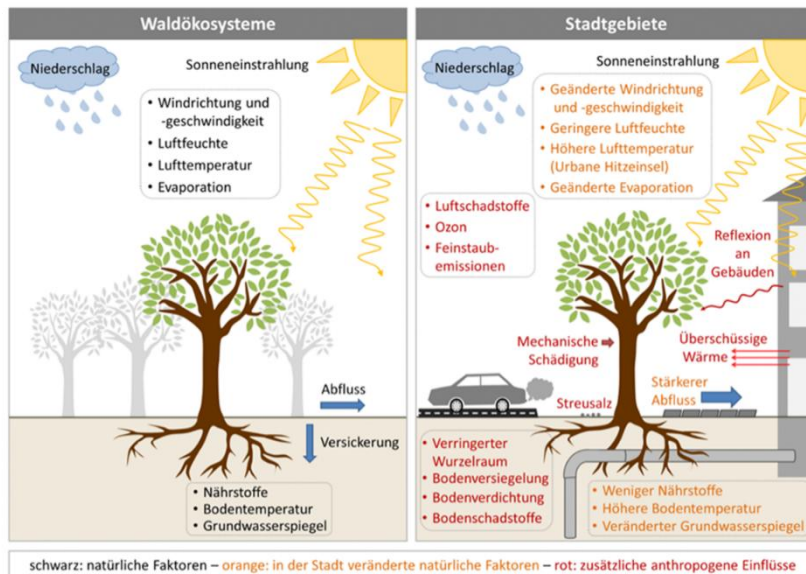 Waldökosysteme
Niederschlag
Sonneneinstrahlung
• Windrichtung und
-geschwindigkeit
• Luftfeuchte
• Lufttemperatur
• Evaporation
Abfluss
Versickerung
• Nährstoffe
• Bodentemperatur
• Grundwasserspiegel
Stadtgebiete
Niederschlag
Sonneneinstrahlung
• Geänderte Windrichtung
und -geschwindigkeit
• Geringere Luftfeuchte
• Höhere Lufttemperatur
(Urbane Hitzeinsel)
• Geänderte Evaporation
• Luftschadstoffe
• Ozon
• Feinstaub-
emissionen
Reflexion
an
Gebäuden
Mechanische
Schädigung
Überschüssige
Wärme
Streusalz
Stärkerer
Abfluss
• Verringerter
Wurzelraum
• Bodenversiegelung
• Bodenverdichtung
• Bodenschadstoffe
• Weniger Nährstoffe
• Höhere Bodentemperatur
• Veränderter Grundwasserspiegel
schwarz: natürliche Faktoren – orange: in der Stadt veränderte natürliche Faktoren – rot: zusätzliche anthropogene Einflüsse